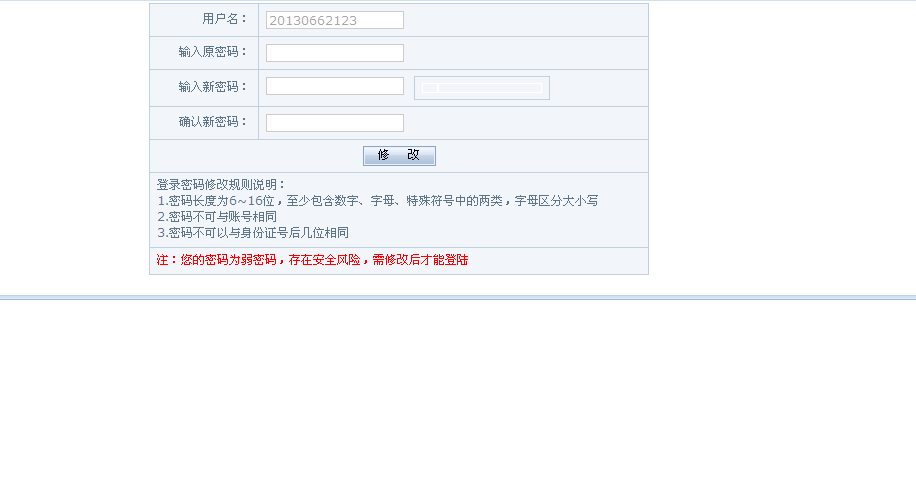 用户名： 20130662123
输入原密码：
输入新密码：
确认新密码：
修 改
登录密码修改规则说明：
1.密码长度为6~16位，至少包含数字、字母、特殊符号中的两类，字母区分大小写
2.密码不可与账号相同
3.密码不可以与身份证号后几位相同
注：您的密码为弱密码，存在安全风险，需修改后才能登陆